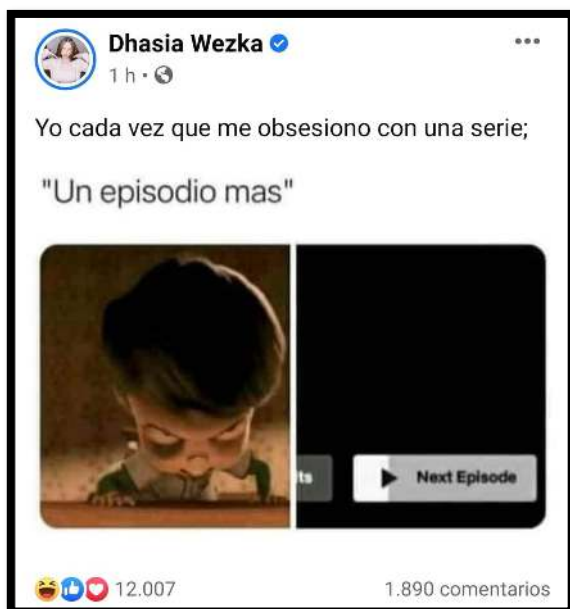 Dhasia Wezka
1 h
Yo cada vez que me obsesiono con una serie;
"Un episodio mas"
ts
Next Episode
12.007
1.890 comentarios